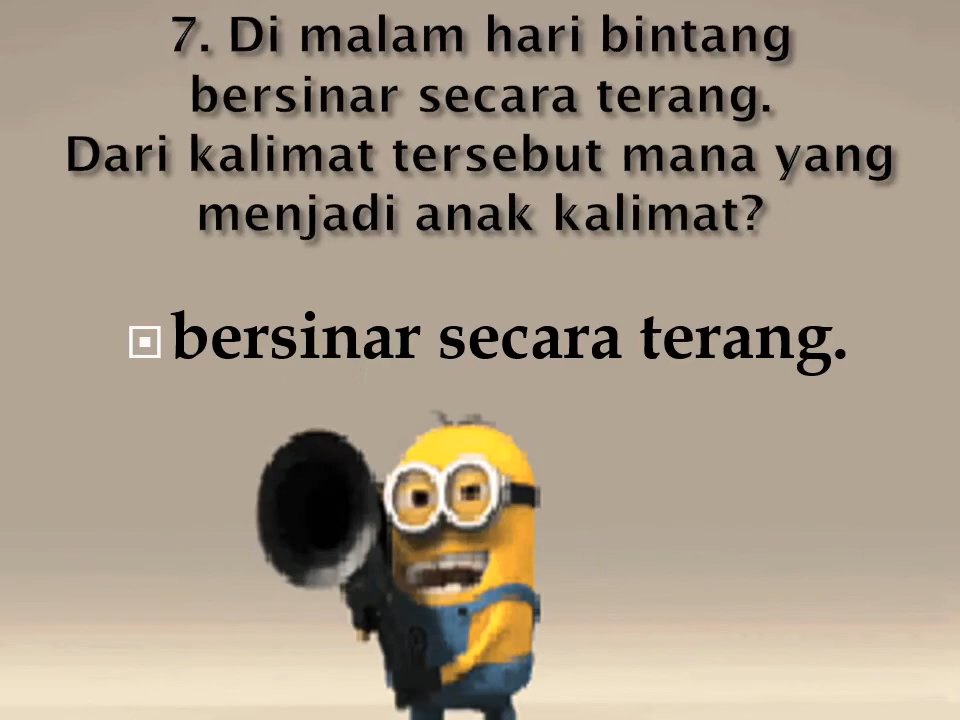 7. Di malam hari bintang
bersinar secara terang.
Dari kalimat tersebut mana yang
menjadi anak kalimat?
bersinar secara terang.